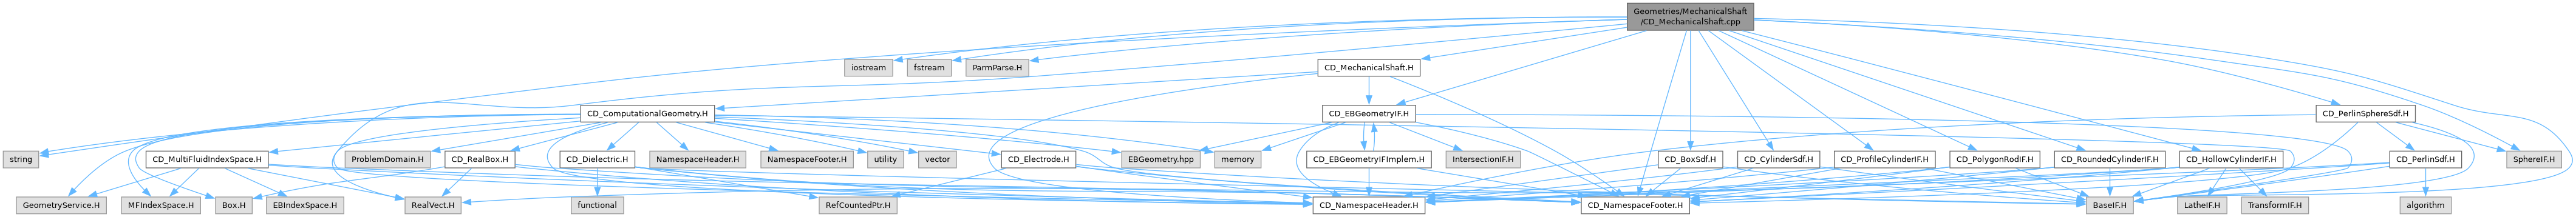 Geometries/MechanicalShaft
/CD_MechanicalShaft.cpp
iostream
fstream
ParmParse.H
CD_MechanicalShaft.H
CD_ComputationalGeometry.H
CD_EBGeometryIF.H
CD_PerlinSphereSdf.H
string
CD_MultiFluidIndexSpace.H
ProblemDomain.H
CD_RealBox.H
CD_Dielectric.H
NamespaceHeader.H
NamespaceFooter.H
utility
vector
CD_Electrode.H
EBGeometry.hpp
memory
CD_EBGeometryIFImplem.H
IntersectionIF.H
CD_BoxSdf.H
CD_CylinderSdf.H
CD_ProfileCylinderIF.H
CD_PolygonRodIF.H
CD_RoundedCylinderIF.H
CD_HollowCylinderIF.H
CD_PerlinSdf.H
SphereIF.H
GeometryService.H
MFIndexSpace.H
Box.H
EBIndexSpace.H
RealVect.H
functional
CD_NamespaceHeader.H
RefCountedPtr.H
CD_NamespaceFooter.H
BaseIF.H
LatheIF.H
TransformIF.H
algorithm